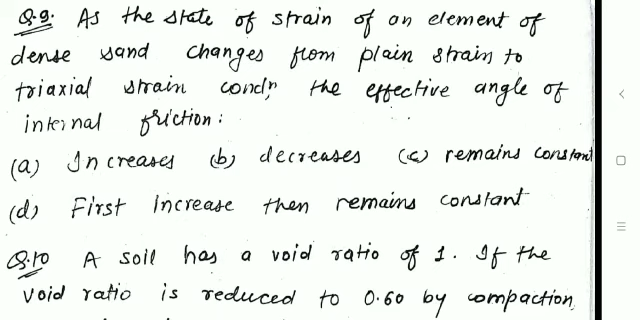 Q.9. As the state of strain of an element of
dense sand changes from plain strain to
triaxial strain condn the effective angle of
internal friction :
(a) Increases (b) decreases (c) remains constant
(d) First increase then remains constant
Q.10 A soil has a void ratio of 1. If the
void ratio is reduced to 0.60 by compaction,